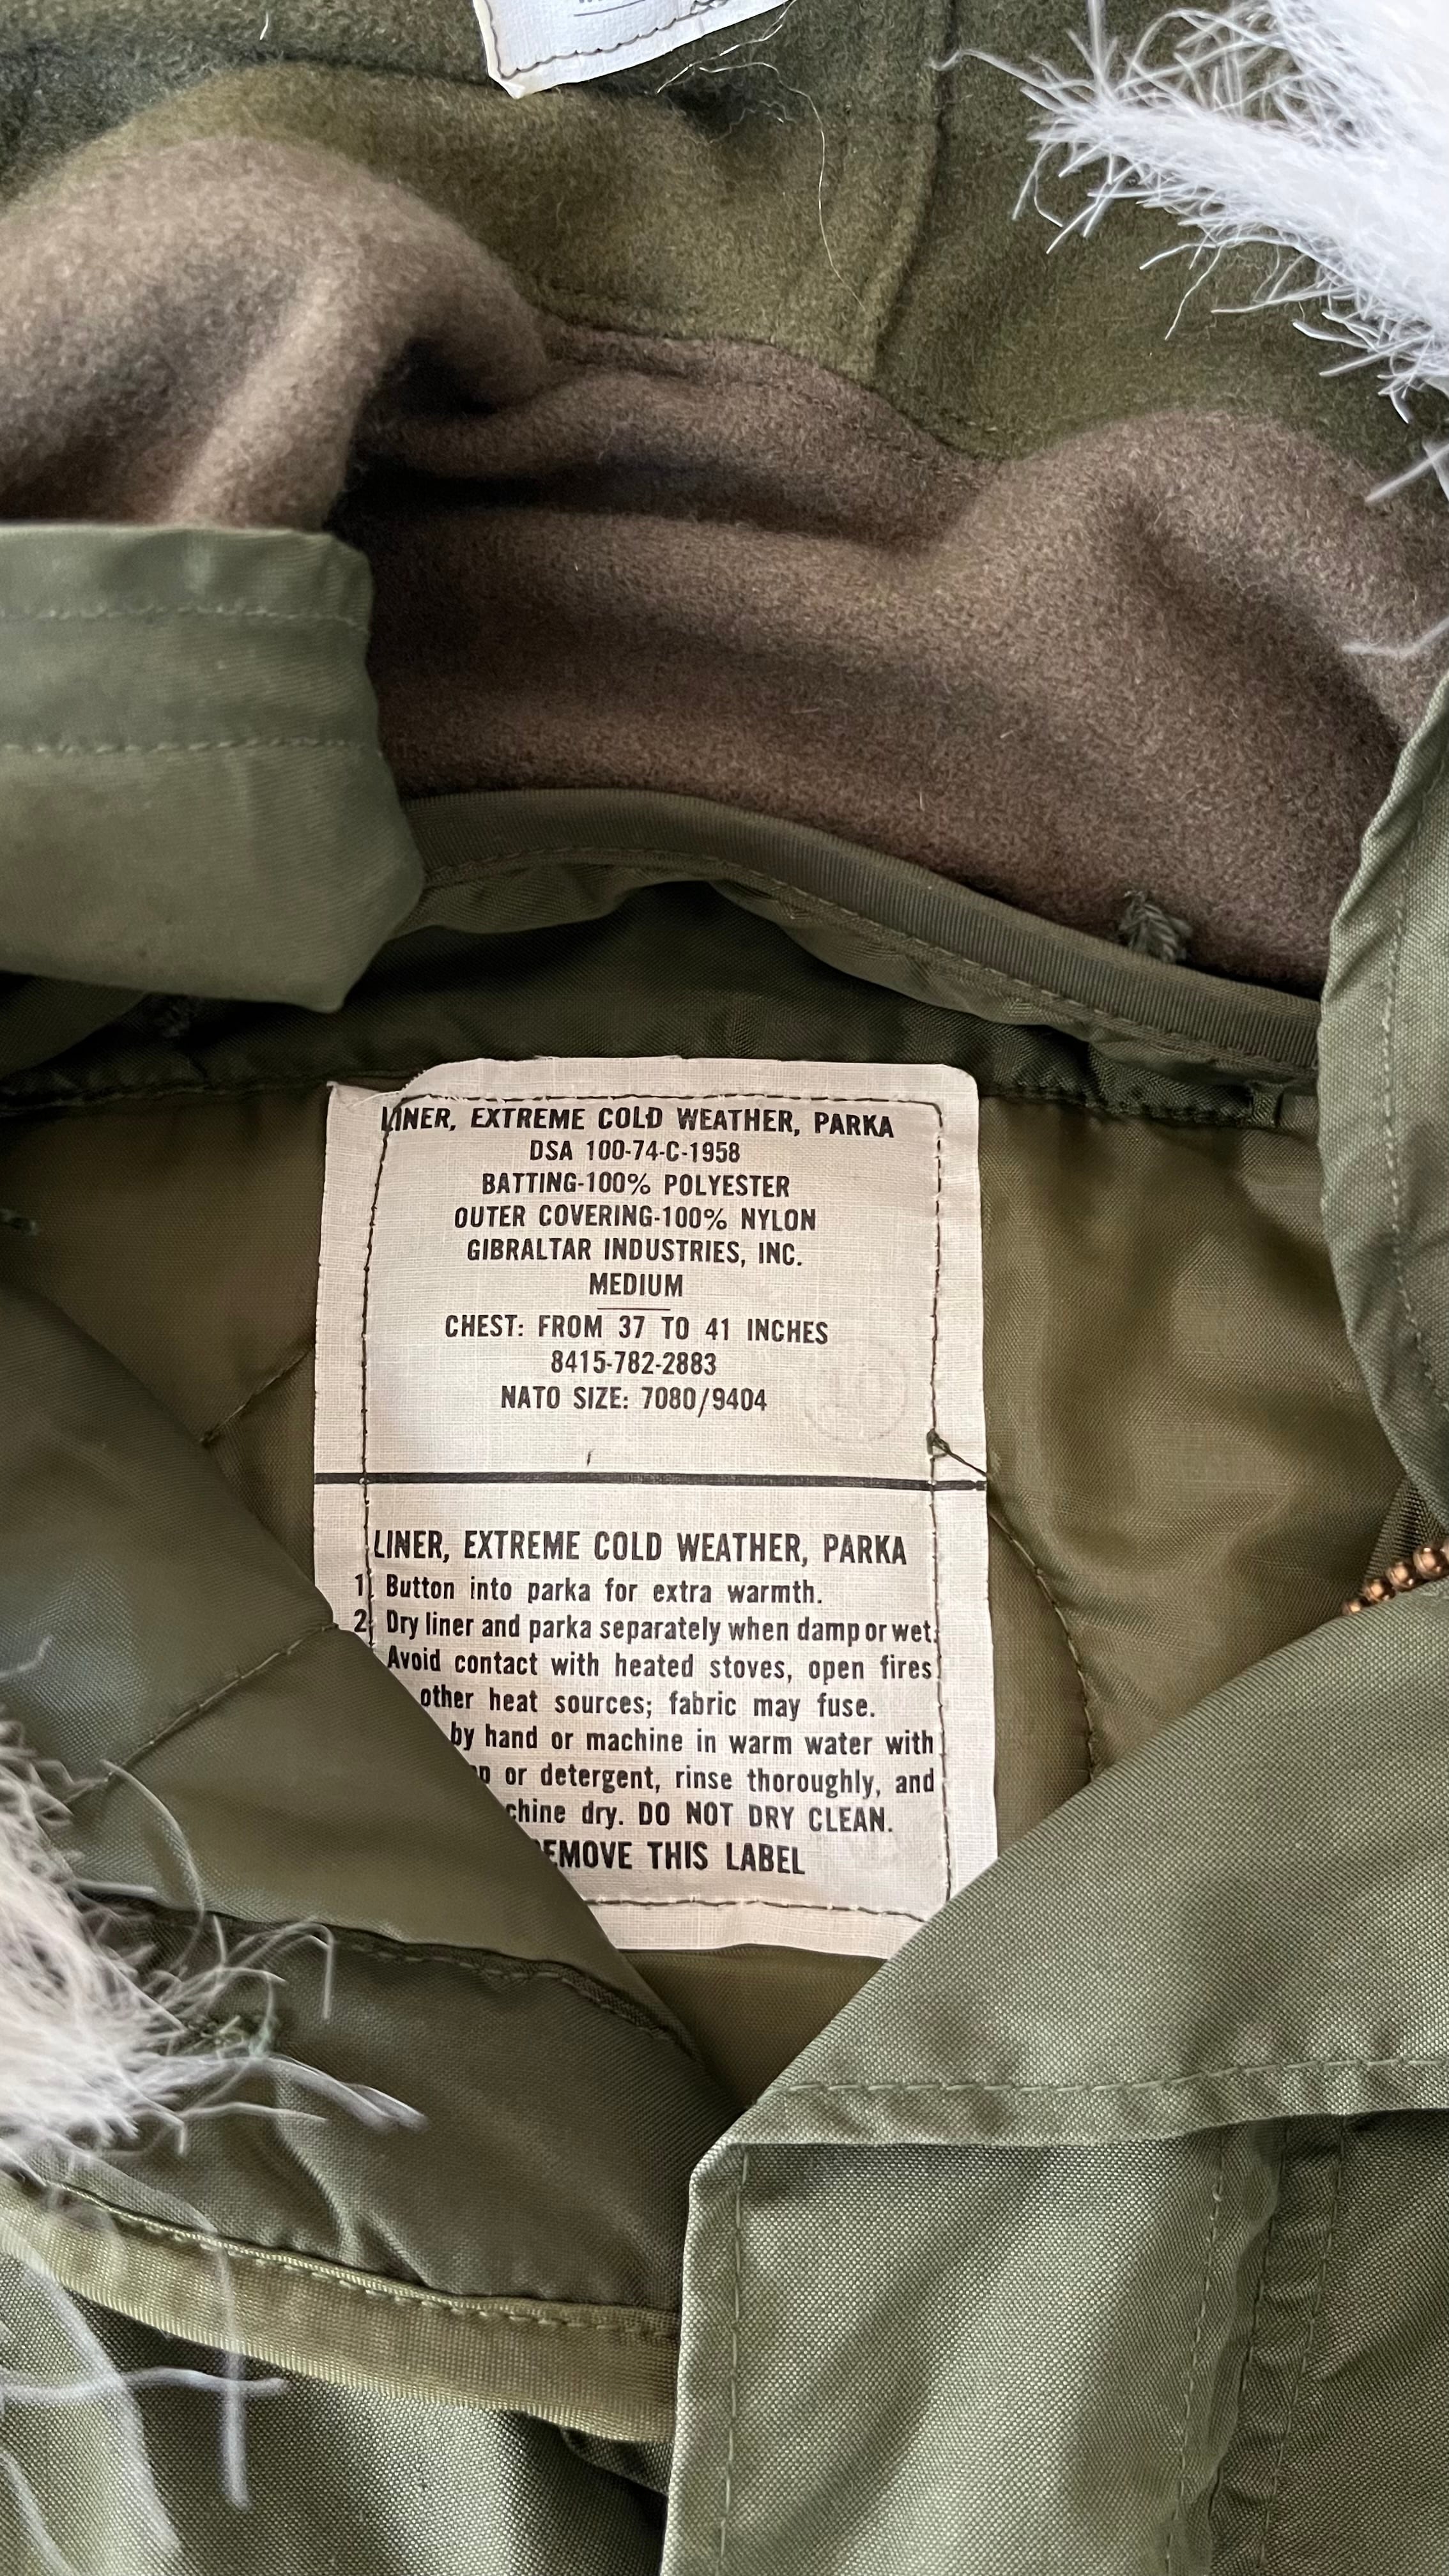 LINER, EXTREME COLD WEATHER, PARKA
DSA 100-74-C-1958
BATTING-100% POLYESTER
OUTER COVERING-100% NYLON
GIBRALTAR INDUSTRIES, INC.
MEDIUM
CHEST: FROM 37 TO 41 INCHES
8415-782-2883
NATO SIZE: 7080/9404
LINER, EXTREME COLD WEATHER, PARKA
1. Button into parka for extra warmth.
2. Dry liner and parka separately when damp or wet.
Avoid contact with heated stoves, open fires
other heat sources; fabric may fuse.
by hand or machine in warm water with
or detergent, rinse thoroughly, and
dry. DO NOT DRY CLEAN.
THIS LABEL